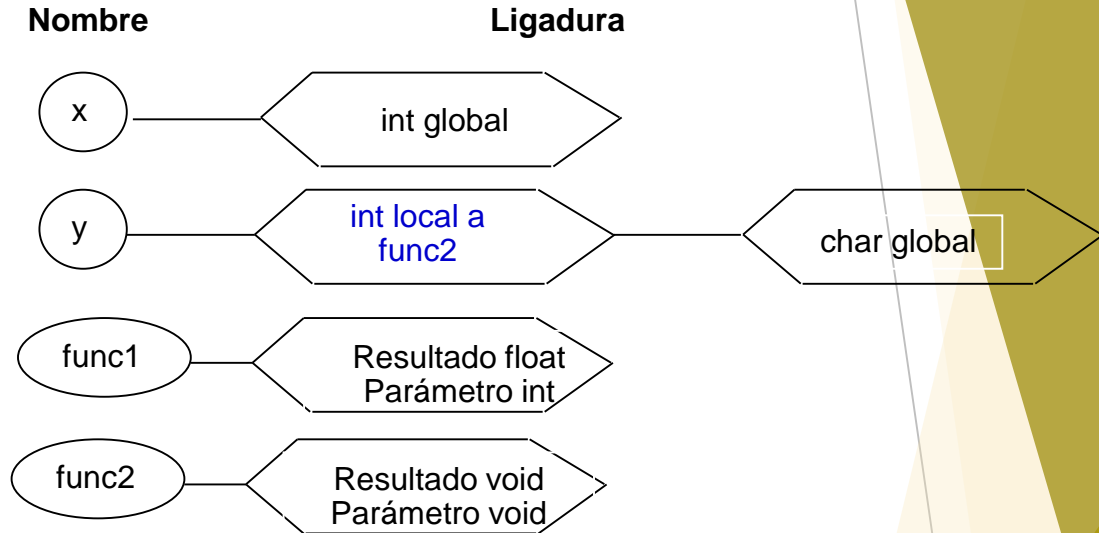 Nombre
Ligadura
x
int global
y
int local a
func2
char global
func1
Resultado float
Parámetro int
func2
Resultado void
Parámetro void